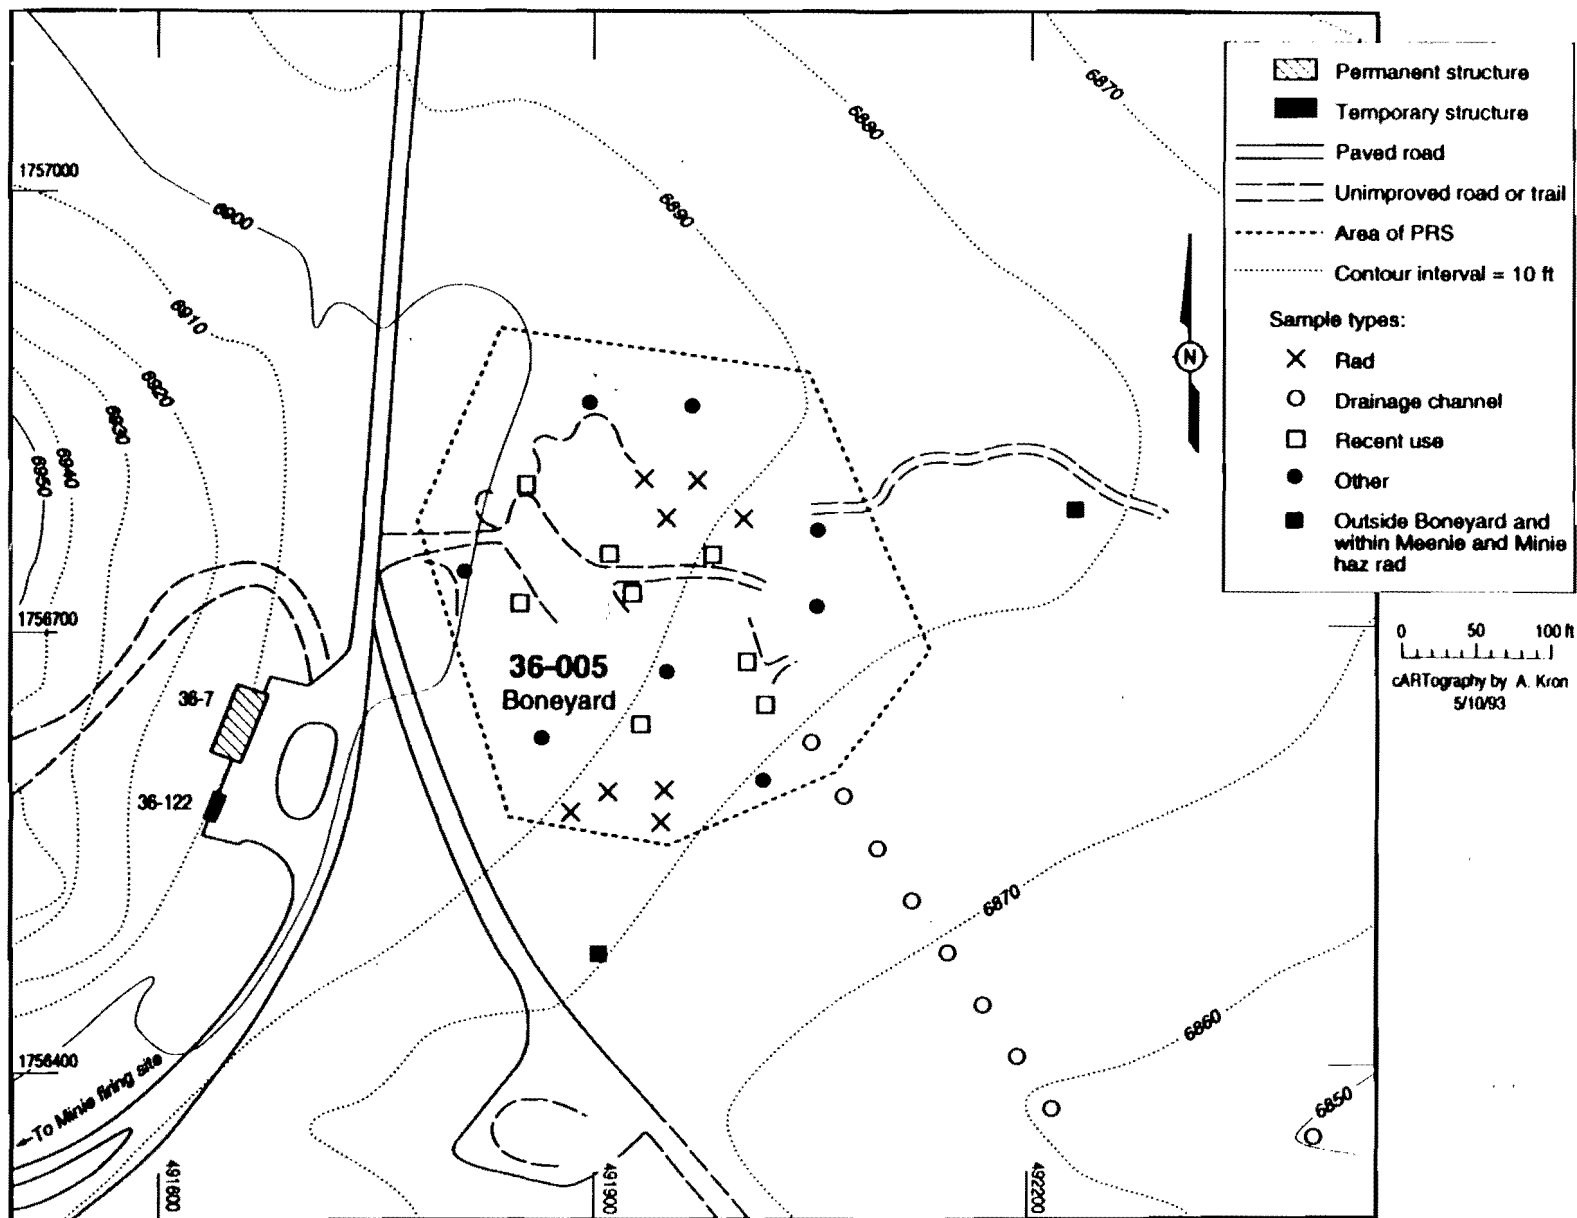 Permanent structure
Temporary structure
Paved road
Unimproved road or trail
Area of PRS
Contour interval = 10 ft
Sample types:
Rad
Drainage channel
Recent use
Other
Outside Boneyard and
within Meenie and Minie
haz rad
N
0 50 100 ft
cARTography by A. Kron
5/10/93
1757000
6900
6910
6920
6930
6940
6950
6890
6880
6870
1756700
36-005
Boneyard
36-7
36-122
6870
6860
6850
1756400
To Minie firing site
491600
491900
492200